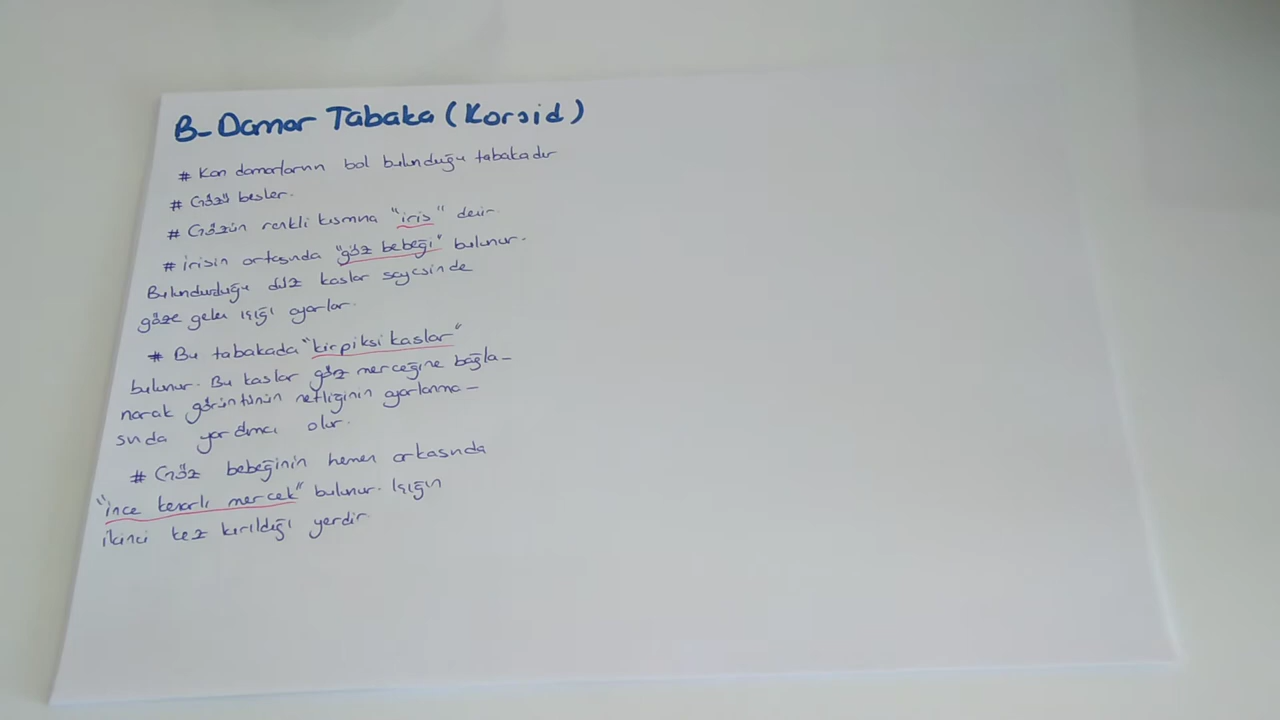 B- Damar Tabaka (Koroid)
# Kan damarlarının bol bulunduğu tabakadır
# Gözü besler.
# Gözün renkli kısmına "iris" denir.
# İrisin ortasında "göz bebeği" bulunur.
Bulundurduğu düz kaslar sayesinde
göze gelen ışığı ayarlar.
# Bu tabakada "kirpiksi kaslar"
bulunur. Bu kaslar göz merceğine bağla-
narak görüntünün netliğinin ayarlanma-
sında yardımcı olur.
# Göz bebeğinin hemen arkasında
"ince kenarlı mercek" bulunur. Işığın
ikinci kez kırıldığı yerdir.